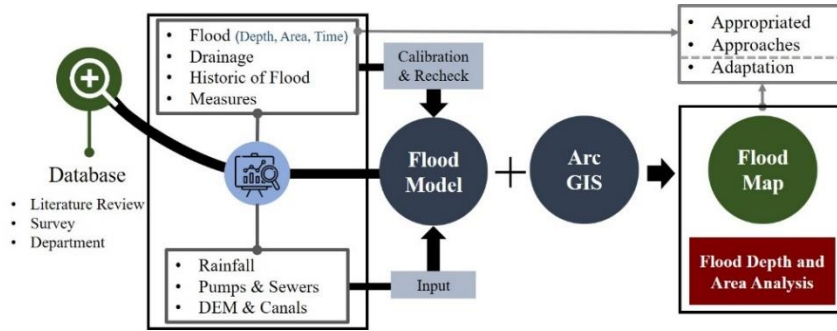 Database
• Literature Review
• Survey
• Department
• Flood (Depth, Area, Time)
• Drainage
• Historic of Flood
• Measures
• Rainfall
• Pumps & Sewers
• DEM & Canals
Calibration
& Recheck
Input
Flood
Model
+
Arc
GIS
• Appropriated
• Approaches
• Adaptation
Flood
Map
Flood Depth and
Area Analysis